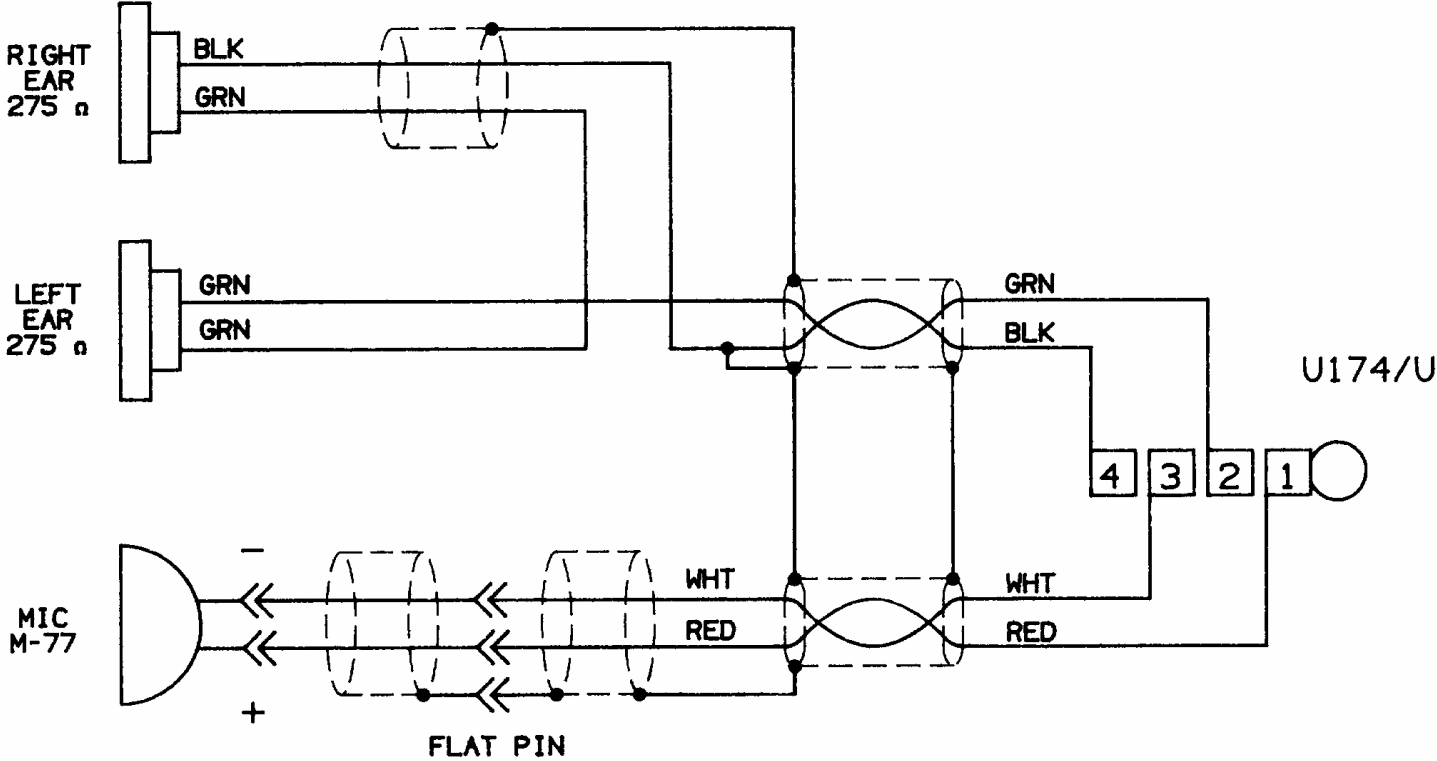 RIGHT
EAR
275 Ω
BLK
GRN
LEFT
EAR
275 Ω
GRN
GRN
GRN
BLK
U174/U
4 3 2 1
MIC
M-77
−
+
WHT
RED
WHT
RED
FLAT PIN